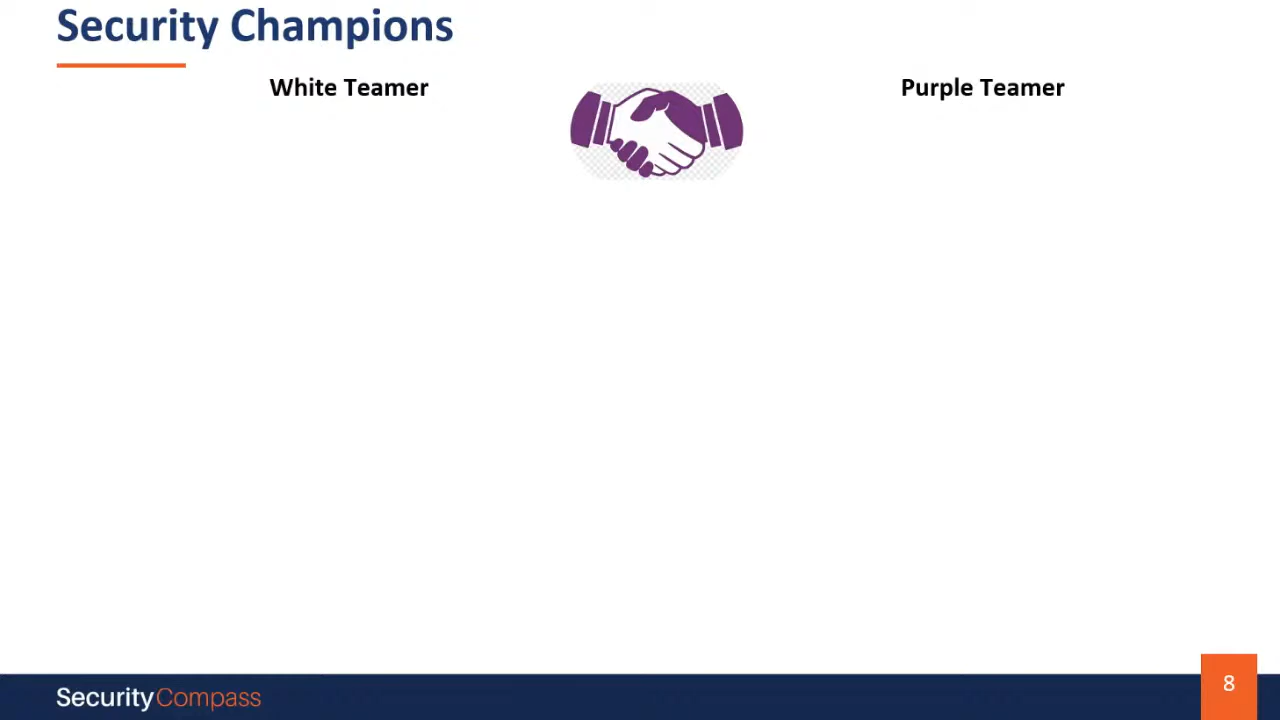 Security Champions
White Teamer
Purple Teamer
SecurityCompass
8